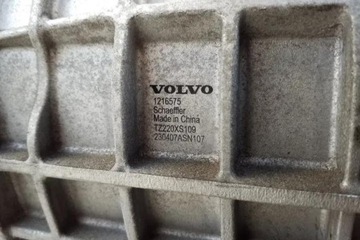 VOLVO
1216575
Schaeffler
Made in China
TZ220XS109
230407ASN107